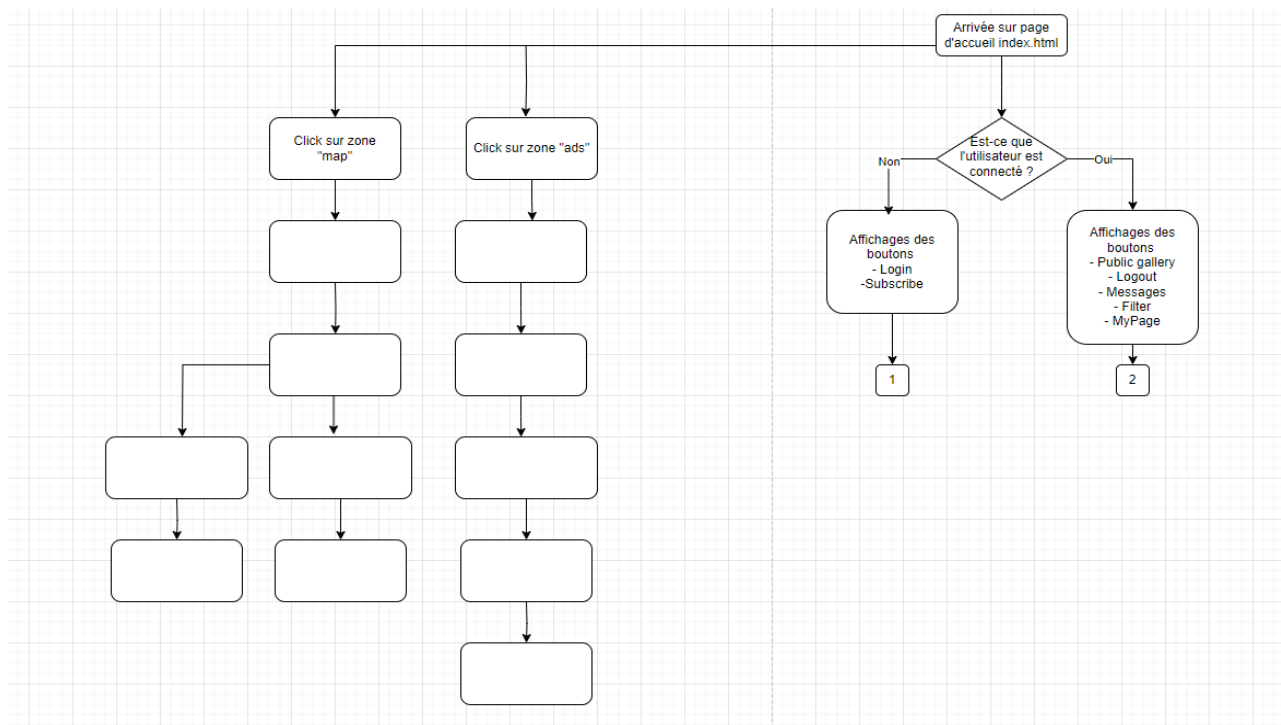 Arrivée sur page
d'accueil index.html
Click sur zone
"map"
Click sur zone "ads"
Est-ce que
l'utilisateur est
connecté ?
Non
Oui
Affichages des
boutons
- Login
-Subscribe
Affichages des
boutons
- Public gallery
- Logout
- Messages
- Filter
- MyPage
1
2